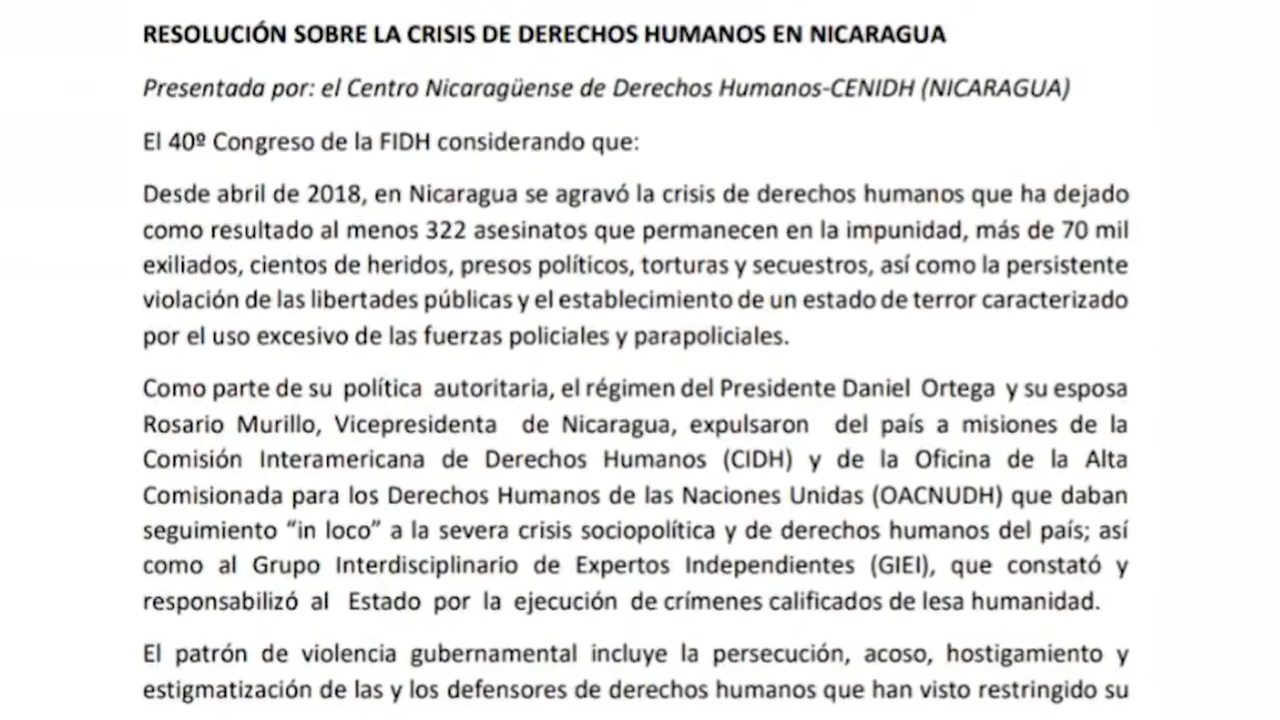 RESOLUCIÓN SOBRE LA CRISIS DE DERECHOS HUMANOS EN NICARAGUA
Presentada por: el Centro Nicaragüense de Derechos Humanos-CENIDH (NICARAGUA)
El 40º Congreso de la FIDH considerando que:
Desde abril de 2018, en Nicaragua se agravó la crisis de derechos humanos que ha dejado
como resultado al menos 322 asesinatos que permanecen en la impunidad, más de 70 mil
exiliados, cientos de heridos, presos políticos, torturas y secuestros, así como la persistente
violación de las libertades públicas y el establecimiento de un estado de terror caracterizado
por el uso excesivo de las fuerzas policiales y parapoliciales.
Como parte de su política autoritaria, el régimen del Presidente Daniel Ortega y su esposa
Rosario Murillo, Vicepresidenta de Nicaragua, expulsaron del país a misiones de la
Comisión Interamericana de Derechos Humanos (CIDH) y de la Oficina de la Alta
Comisionada para los Derechos Humanos de las Naciones Unidas (OACNUDH) que daban
seguimiento “in loco” a la severa crisis sociopolítica y de derechos humanos del país; así
como al Grupo Interdisciplinario de Expertos Independientes (GIEI), que constató y
responsabilizó al Estado por la ejecución de crímenes calificados de lesa humanidad.
El patrón de violencia gubernamental incluye la persecución, acoso, hostigamiento y
estigmatización de las y los defensores de derechos humanos que han visto restringido su